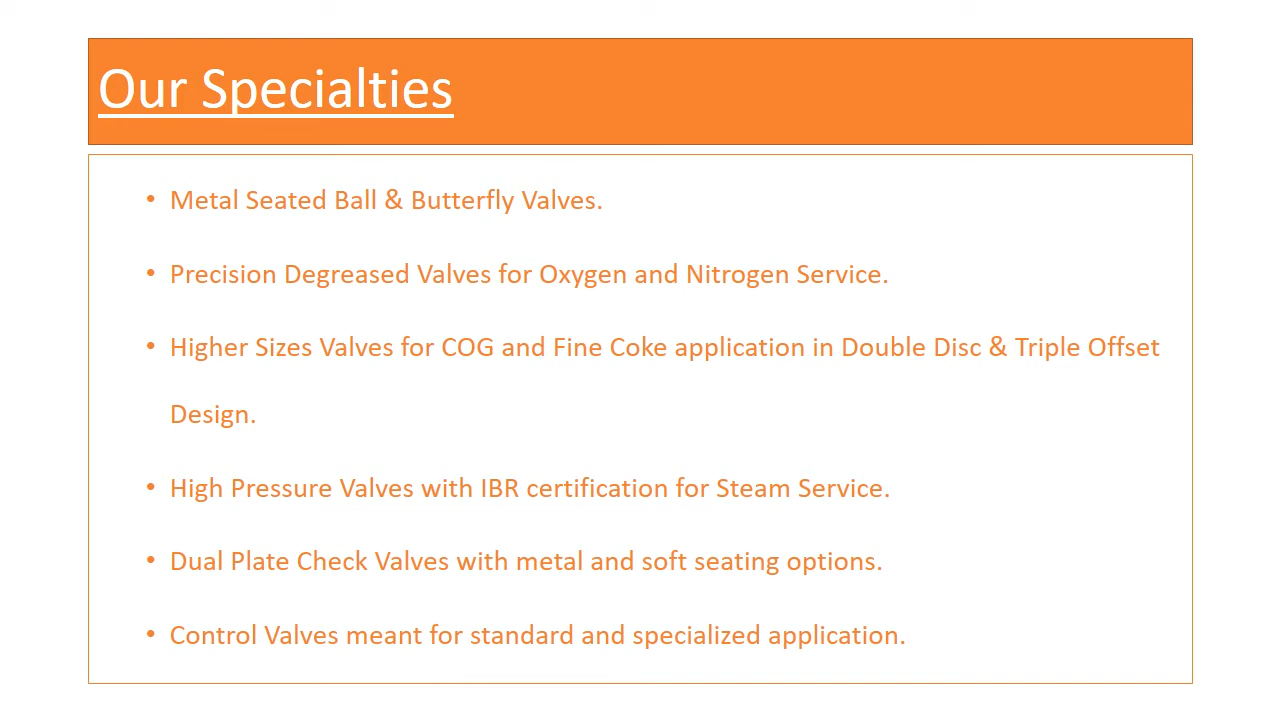 Our Specialties
• Metal Seated Ball & Butterfly Valves.
• Precision Degreased Valves for Oxygen and Nitrogen Service.
• Higher Sizes Valves for COG and Fine Coke application in Double Disc & Triple Offset
Design.
• High Pressure Valves with IBR certification for Steam Service.
• Dual Plate Check Valves with metal and soft seating options.
• Control Valves meant for standard and specialized application.